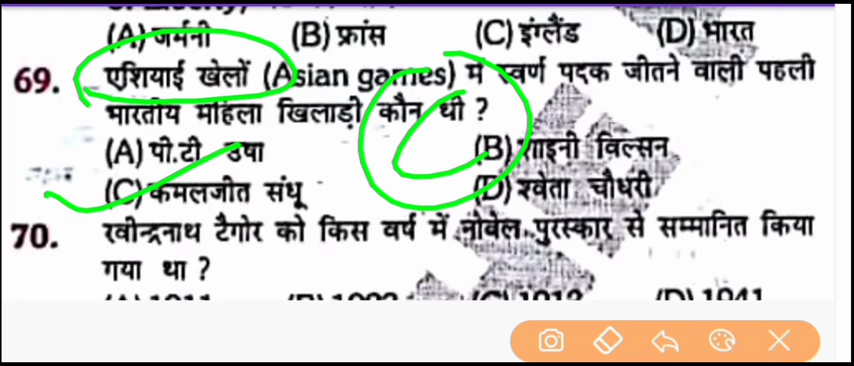 (A) जर्मनी (B) फ्रांस (C) इंग्लैंड (D) भारत
69. एशियाई खेलों (Asian games) में स्वर्ण पदक जीतने वाली पहली
भारतीय महिला खिलाड़ी कौन थी ?
(A) पी.टी उषा (B) शाइनी विल्सन
(C) कमलजीत संधू (D) श्वेता चौधरी
70. रवीन्द्रनाथ टैगोर को किस वर्ष में नोबेल पुरस्कार से सम्मानित किया
गया था ?